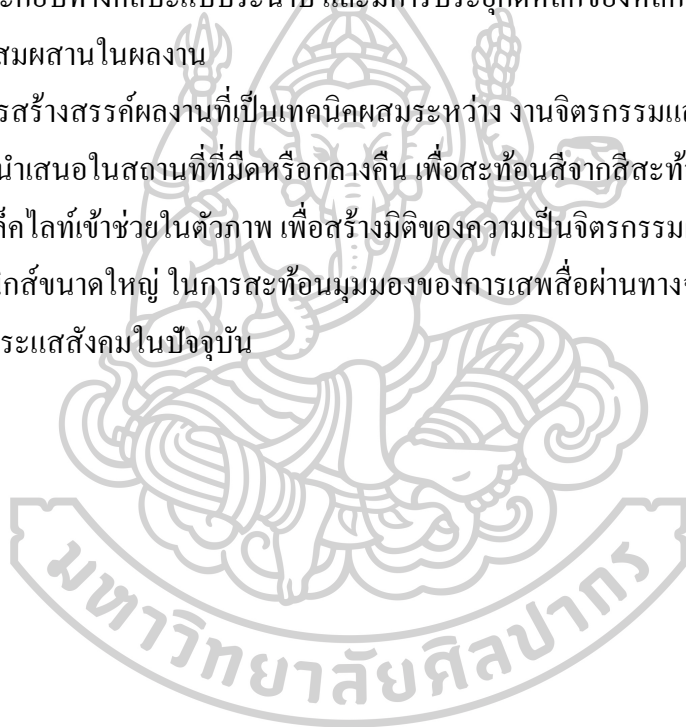 สมผสานในผลงาน
รสร้างสรรค์ผลงานที่เป็นเทคนิคผสมระหว่าง งานจิตรกรรมแล
นำเสนอในสถานที่ที่มืดหรือกลางคืน เพื่อสะท้อนสีจากสีสะท้
ล็คไลท์เข้าช่วยในตัวภาพ เพื่อสร้างมิติของความเป็นจิตรกรรม
ิกส์ขนาดใหญ่ ในการสะท้อนมุมมองของการเสพสื่อผ่านทางจ
ระแสสังคมในปัจจุบัน
มหาวิทยาลัยศิลปากร